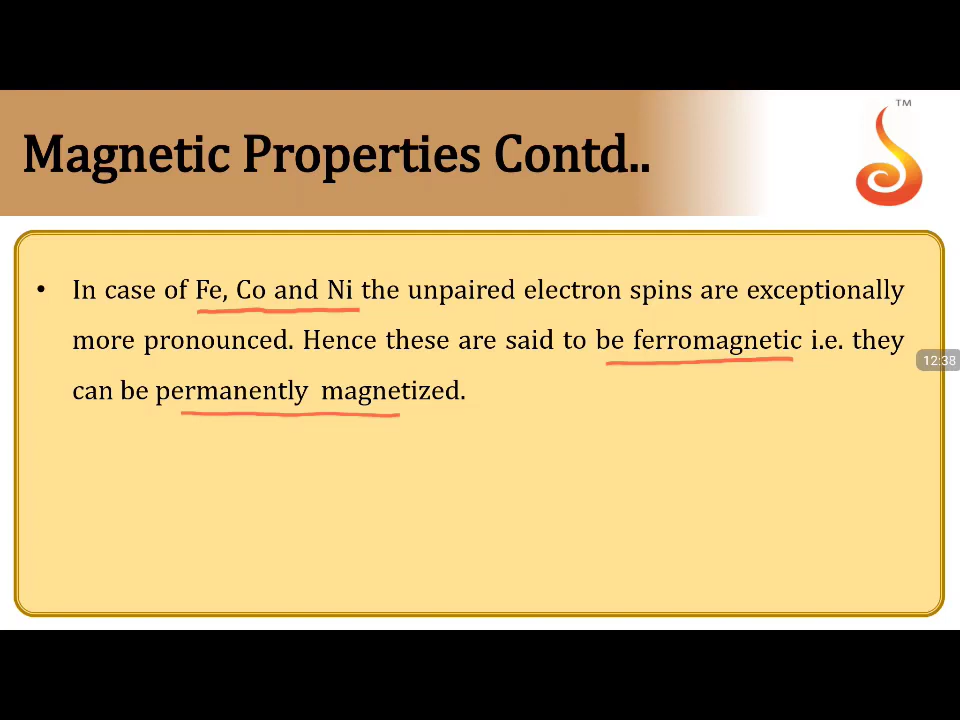 TM
Magnetic Properties Contd..
• In case of Fe, Co and Ni the unpaired electron spins are exceptionally
more pronounced. Hence these are said to be ferromagnetic i.e. they
can be permanently magnetized.
12:38